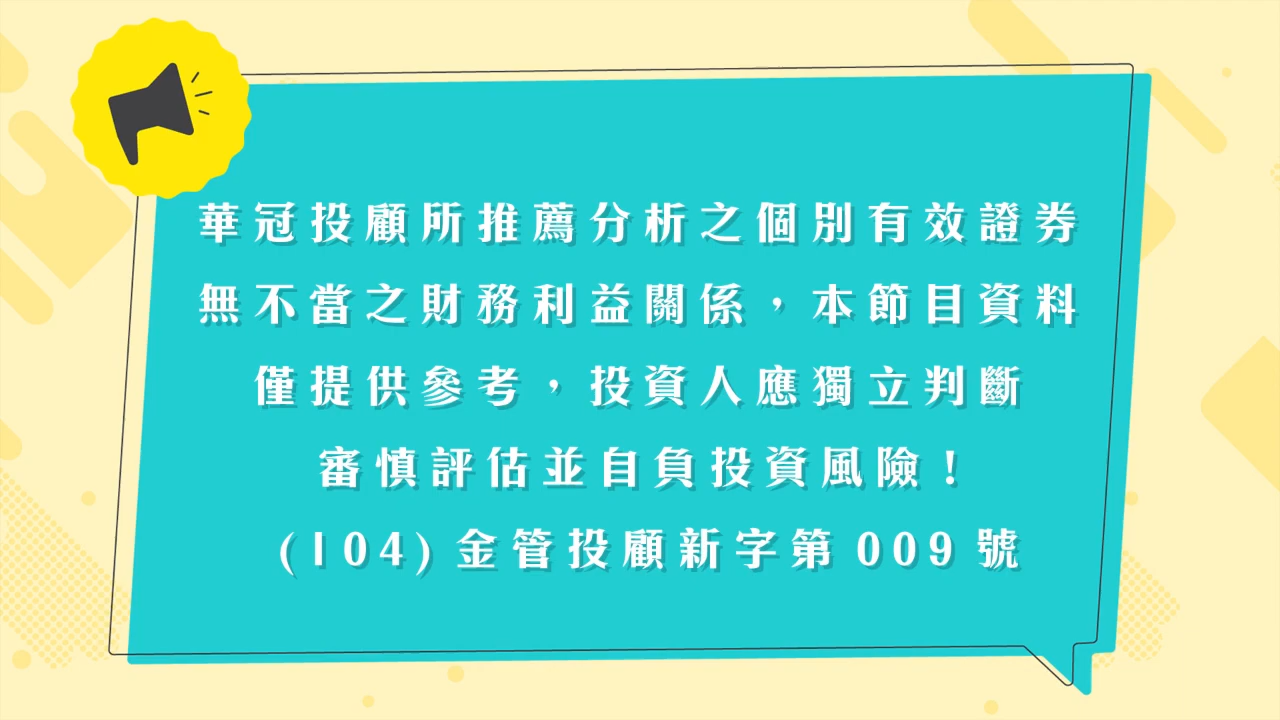 華冠投顧所推薦分析之個別有效證券
無不當之財務利益關係，本節目資料
僅提供參考，投資人應獨立判斷
審慎評估並自負投資風險！
(104) 金管投顧新字第 009 號